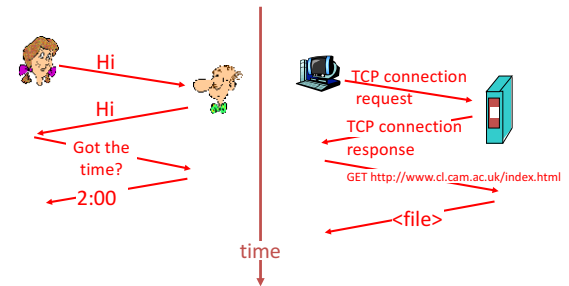 Hi
Hi
Got the
time?
2:00
time
TCP connection
request
TCP connection
response
GET http://www.cl.cam.ac.uk/index.html
<file>